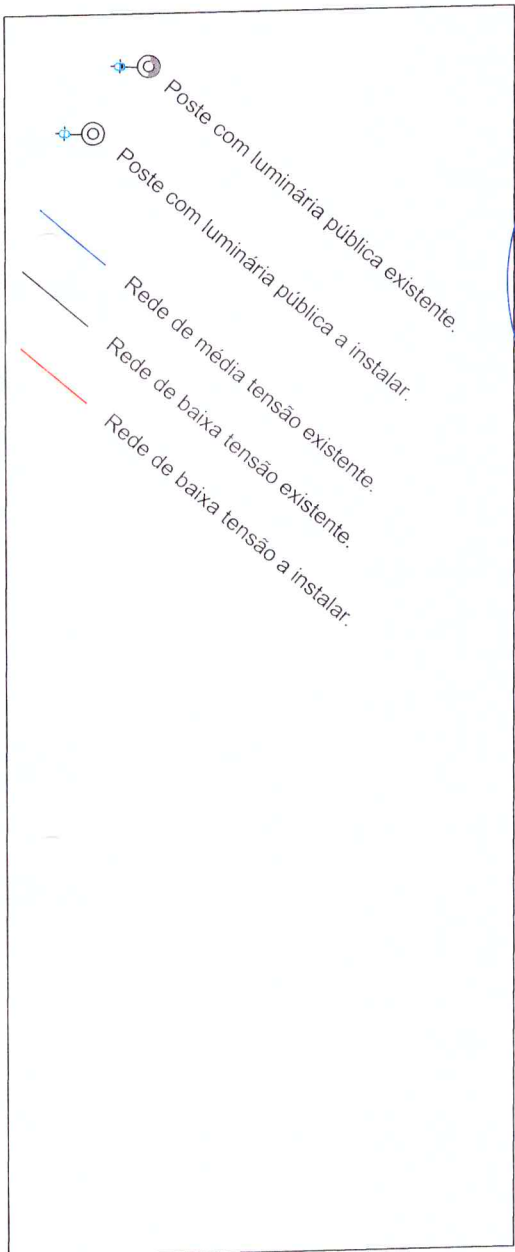 Poste com luminária pública existente.
Poste com luminária pública a instalar.
Rede de média tensão existente.
Rede de baixa tensão existente.
Rede de baixa tensão a instalar.